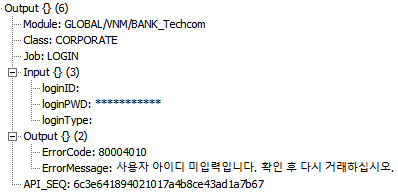 Output {} (6)
Module: GLOBAL/VNM/BANK_Techcom
Class: CORPORATE
Job: LOGIN
Input {} (3)
loginID:
loginPWD: ***********
loginType:
Output {} (2)
ErrorCode: 80004010
ErrorMessage: 사용자 아이디 미입력입니다. 확인 후 다시 거래하십시오.
API_SEQ: 6c3e641894021017a4b8ce43ad1a7b67